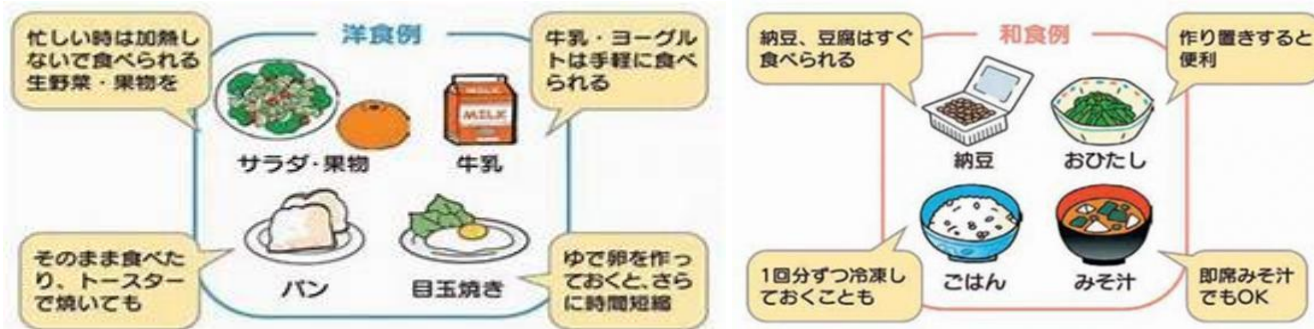 洋食例
忙しい時は加熱し
ないで食べられる
生野菜・果物を
牛乳・ヨーグル
トは手軽に食べ
られる
MILK
MILK
サラダ・果物
牛乳
そのまま食べた
り、トースター
で焼いても
パン
目玉焼き
ゆで卵を作っ
ておくと、さら
に時間短縮
和食例
納豆、豆腐はすぐ
食べられる
作り置きすると
便利
納豆
おひたし
1回分ずつ冷凍し
ておくことも
ごはん
みそ汁
即席みそ汁
でもOK